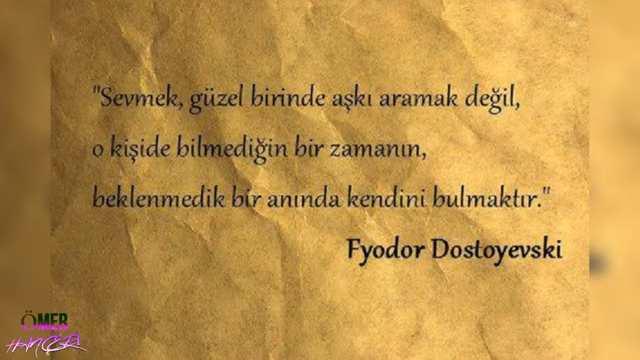 "Sevmek, güzel birinde aşkı aramak değil,
o kişide bilmediğin bir zamanın,
beklenmedik bir anında kendini bulmaktır."
Fyodor Dostoyevski
ÖMER
HANÇER